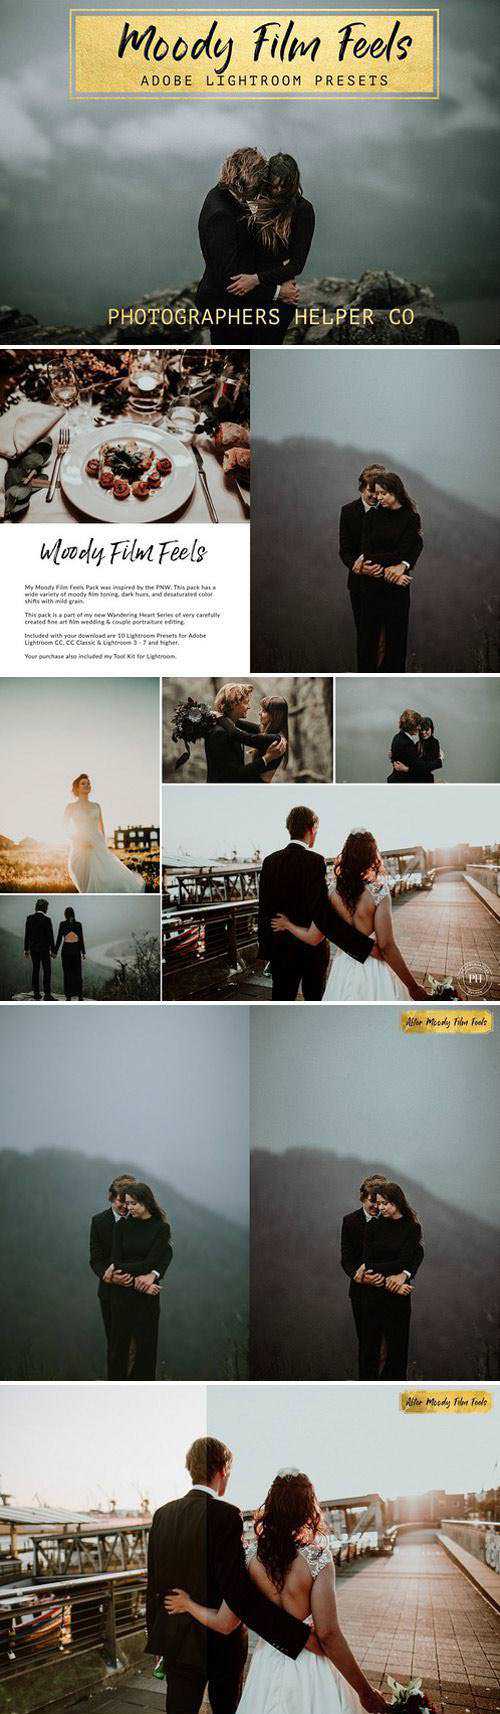 Moody Film Feels
ADOBE LIGHTROOM PRESETS
PHOTOGRAPHERS HELPER CO
Moody Film Feels
My Moody Film Feels Pack was inspired by the PNW. This pack has a
wide variety of moody film toning, dark hues, and desaturated color
shifts with mild grain.
This pack is a part of my new Wandering Heart Series of very carefully
created fine art film wedding & couple portraiture editing.
Included with your download are 10 Lightroom Presets for Adobe
Lightroom CC, CC Classic & Lightroom 3 - 7 and higher.
Your purchase also included my Tool Kit for Lightroom.
PH
After Moody Film Feels
After Moody Film Feels